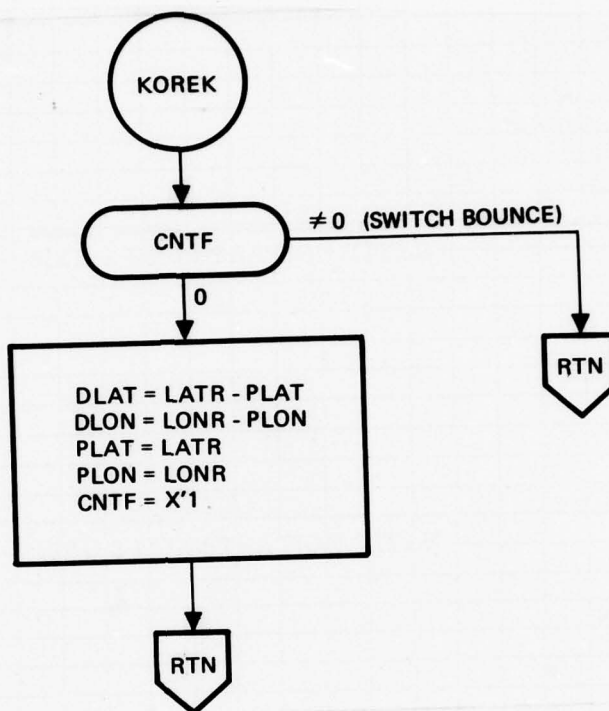 KOREK
CNTF
≠ 0 (SWITCH BOUNCE)
0
RTN
DLAT = LATR - PLAT
DLON = LONR - PLON
PLAT = LATR
PLON = LONR
CNTF = X'1
RTN